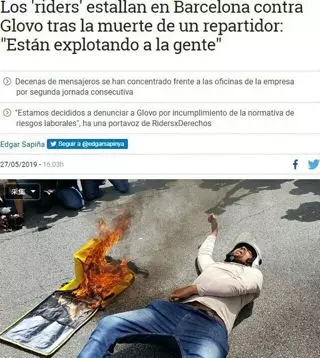 Los 'riders' estallan en Barcelona contra
Glovo tras la muerte de un repartidor:
"Están explotando a la gente"
Decenas de mensajeros se han concentrado frente a las oficinas de la empresa
por segunda jornada consecutiva
"Estamos decididos a denunciar a Glovo por incumplimiento de la normativa de
riesgos laborales", ha una portavoz de RidersxDerechos
Edgar Sapiña Seguir a @edgarsapinya
27/05/2019 - 16:03h
采集